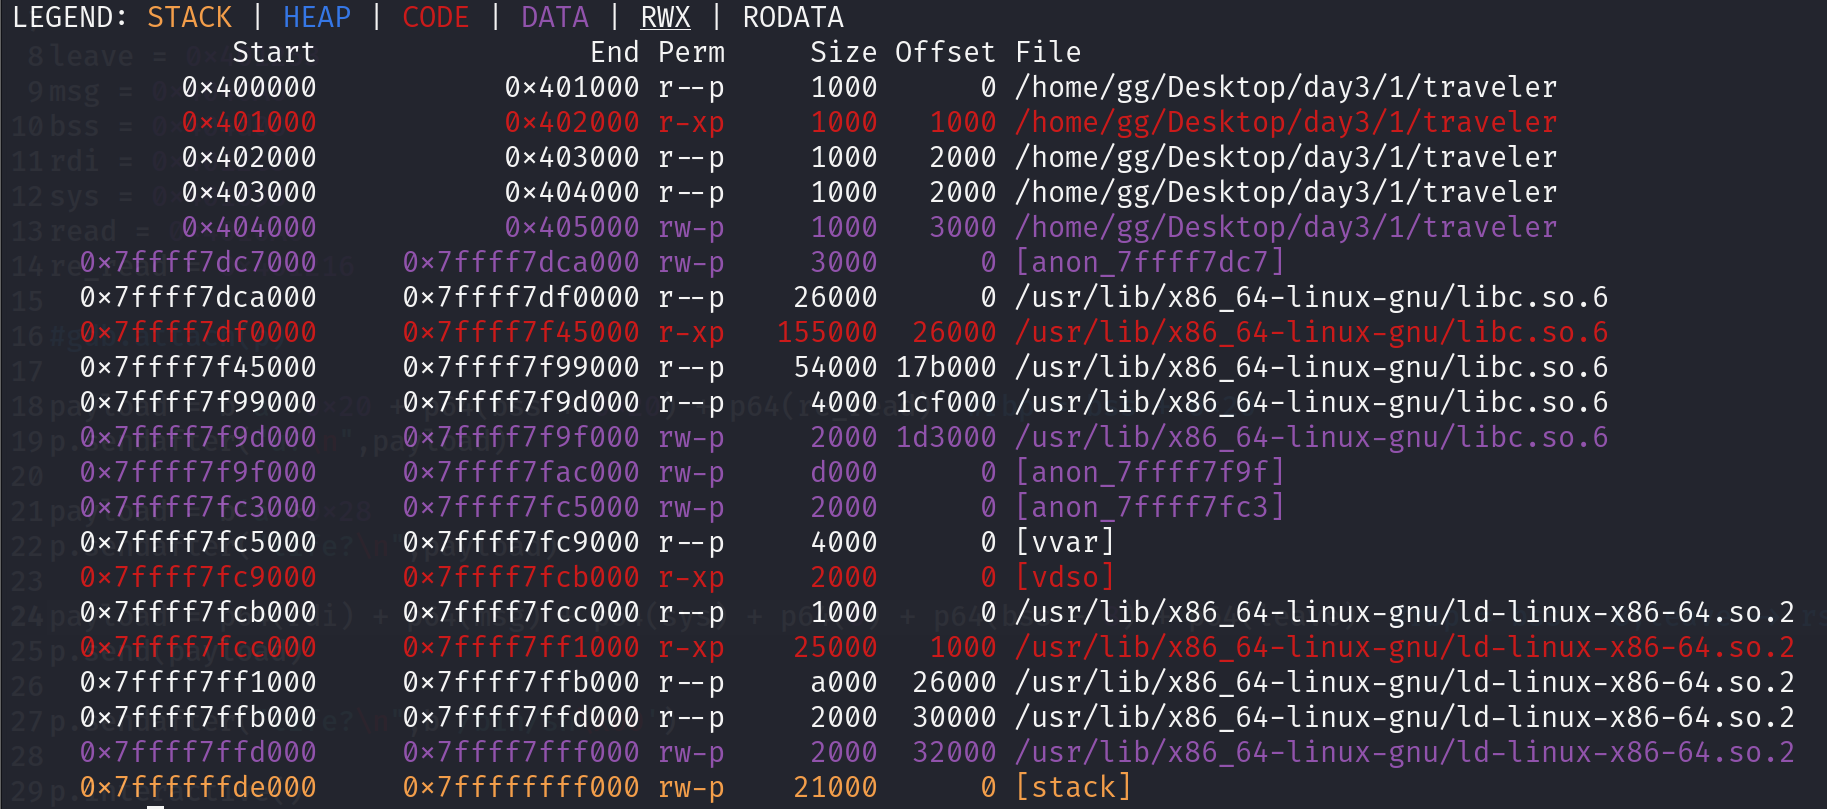 LEGEND: STACK | HEAP | CODE | DATA | RWX | RODATA
Start End Perm Size Offset File
0x400000 0x401000 r--p 1000 0 /home/gg/Desktop/day3/1/traveler
0x401000 0x402000 r-xp 1000 1000 /home/gg/Desktop/day3/1/traveler
0x402000 0x403000 r--p 1000 2000 /home/gg/Desktop/day3/1/traveler
0x403000 0x404000 r--p 1000 2000 /home/gg/Desktop/day3/1/traveler
0x404000 0x405000 rw-p 1000 3000 /home/gg/Desktop/day3/1/traveler
0x7ffff7dc7000 0x7ffff7dca000 rw-p 3000 0 [anon_7ffff7dc7]
0x7ffff7dca000 0x7ffff7df0000 r--p 26000 0 /usr/lib/x86_64-linux-gnu/libc.so.6
0x7ffff7df0000 0x7ffff7f45000 r-xp 155000 26000 /usr/lib/x86_64-linux-gnu/libc.so.6
0x7ffff7f45000 0x7ffff7f99000 r--p 54000 17b000 /usr/lib/x86_64-linux-gnu/libc.so.6
0x7ffff7f99000 0x7ffff7f9d000 r--p 4000 1cf000 /usr/lib/x86_64-linux-gnu/libc.so.6
0x7ffff7f9d000 0x7ffff7f9f000 rw-p 2000 1d3000 /usr/lib/x86_64-linux-gnu/libc.so.6
0x7ffff7f9f000 0x7ffff7fac000 rw-p d000 0 [anon_7ffff7f9f]
0x7ffff7fc3000 0x7ffff7fc5000 rw-p 2000 0 [anon_7ffff7fc3]
0x7ffff7fc5000 0x7ffff7fc9000 r--p 4000 0 [vvar]
0x7ffff7fc9000 0x7ffff7fcb000 r-xp 2000 0 [vdso]
0x7ffff7fcb000 0x7ffff7fcc000 r--p 1000 0 /usr/lib/x86_64-linux-gnu/ld-linux-x86-64.so.2
0x7ffff7fcc000 0x7ffff7ff1000 r-xp 25000 1000 /usr/lib/x86_64-linux-gnu/ld-linux-x86-64.so.2
0x7ffff7ff1000 0x7ffff7ffb000 r--p a000 26000 /usr/lib/x86_64-linux-gnu/ld-linux-x86-64.so.2
0x7ffff7ffb000 0x7ffff7ffd000 r--p 2000 30000 /usr/lib/x86_64-linux-gnu/ld-linux-x86-64.so.2
0x7ffff7ffd000 0x7ffff7fff000 rw-p 2000 32000 /usr/lib/x86_64-linux-gnu/ld-linux-x86-64.so.2
0x7ffffffde000 0x7ffffffff000 rw-p 21000 0 [stack]